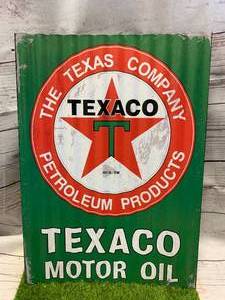 THE TEXAS COMPANY
TEXACO
T
PETROLEUM PRODUCTS
TEXACO
MOTOR OIL